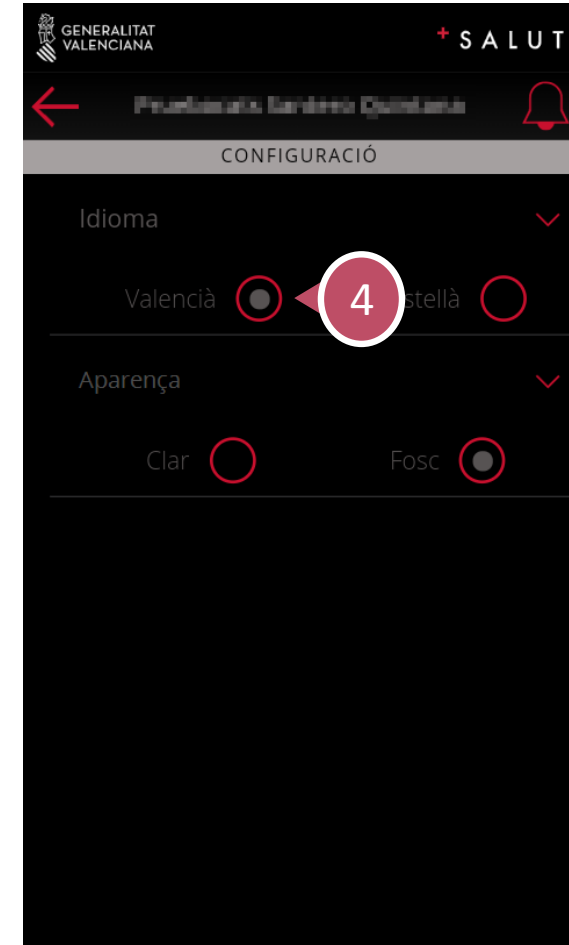 GENERALITAT
VALENCIANA
+SALUT
CONFIGURACIÓ
Idioma
Valencià 4 stellà
Aparença
Clar Fosc